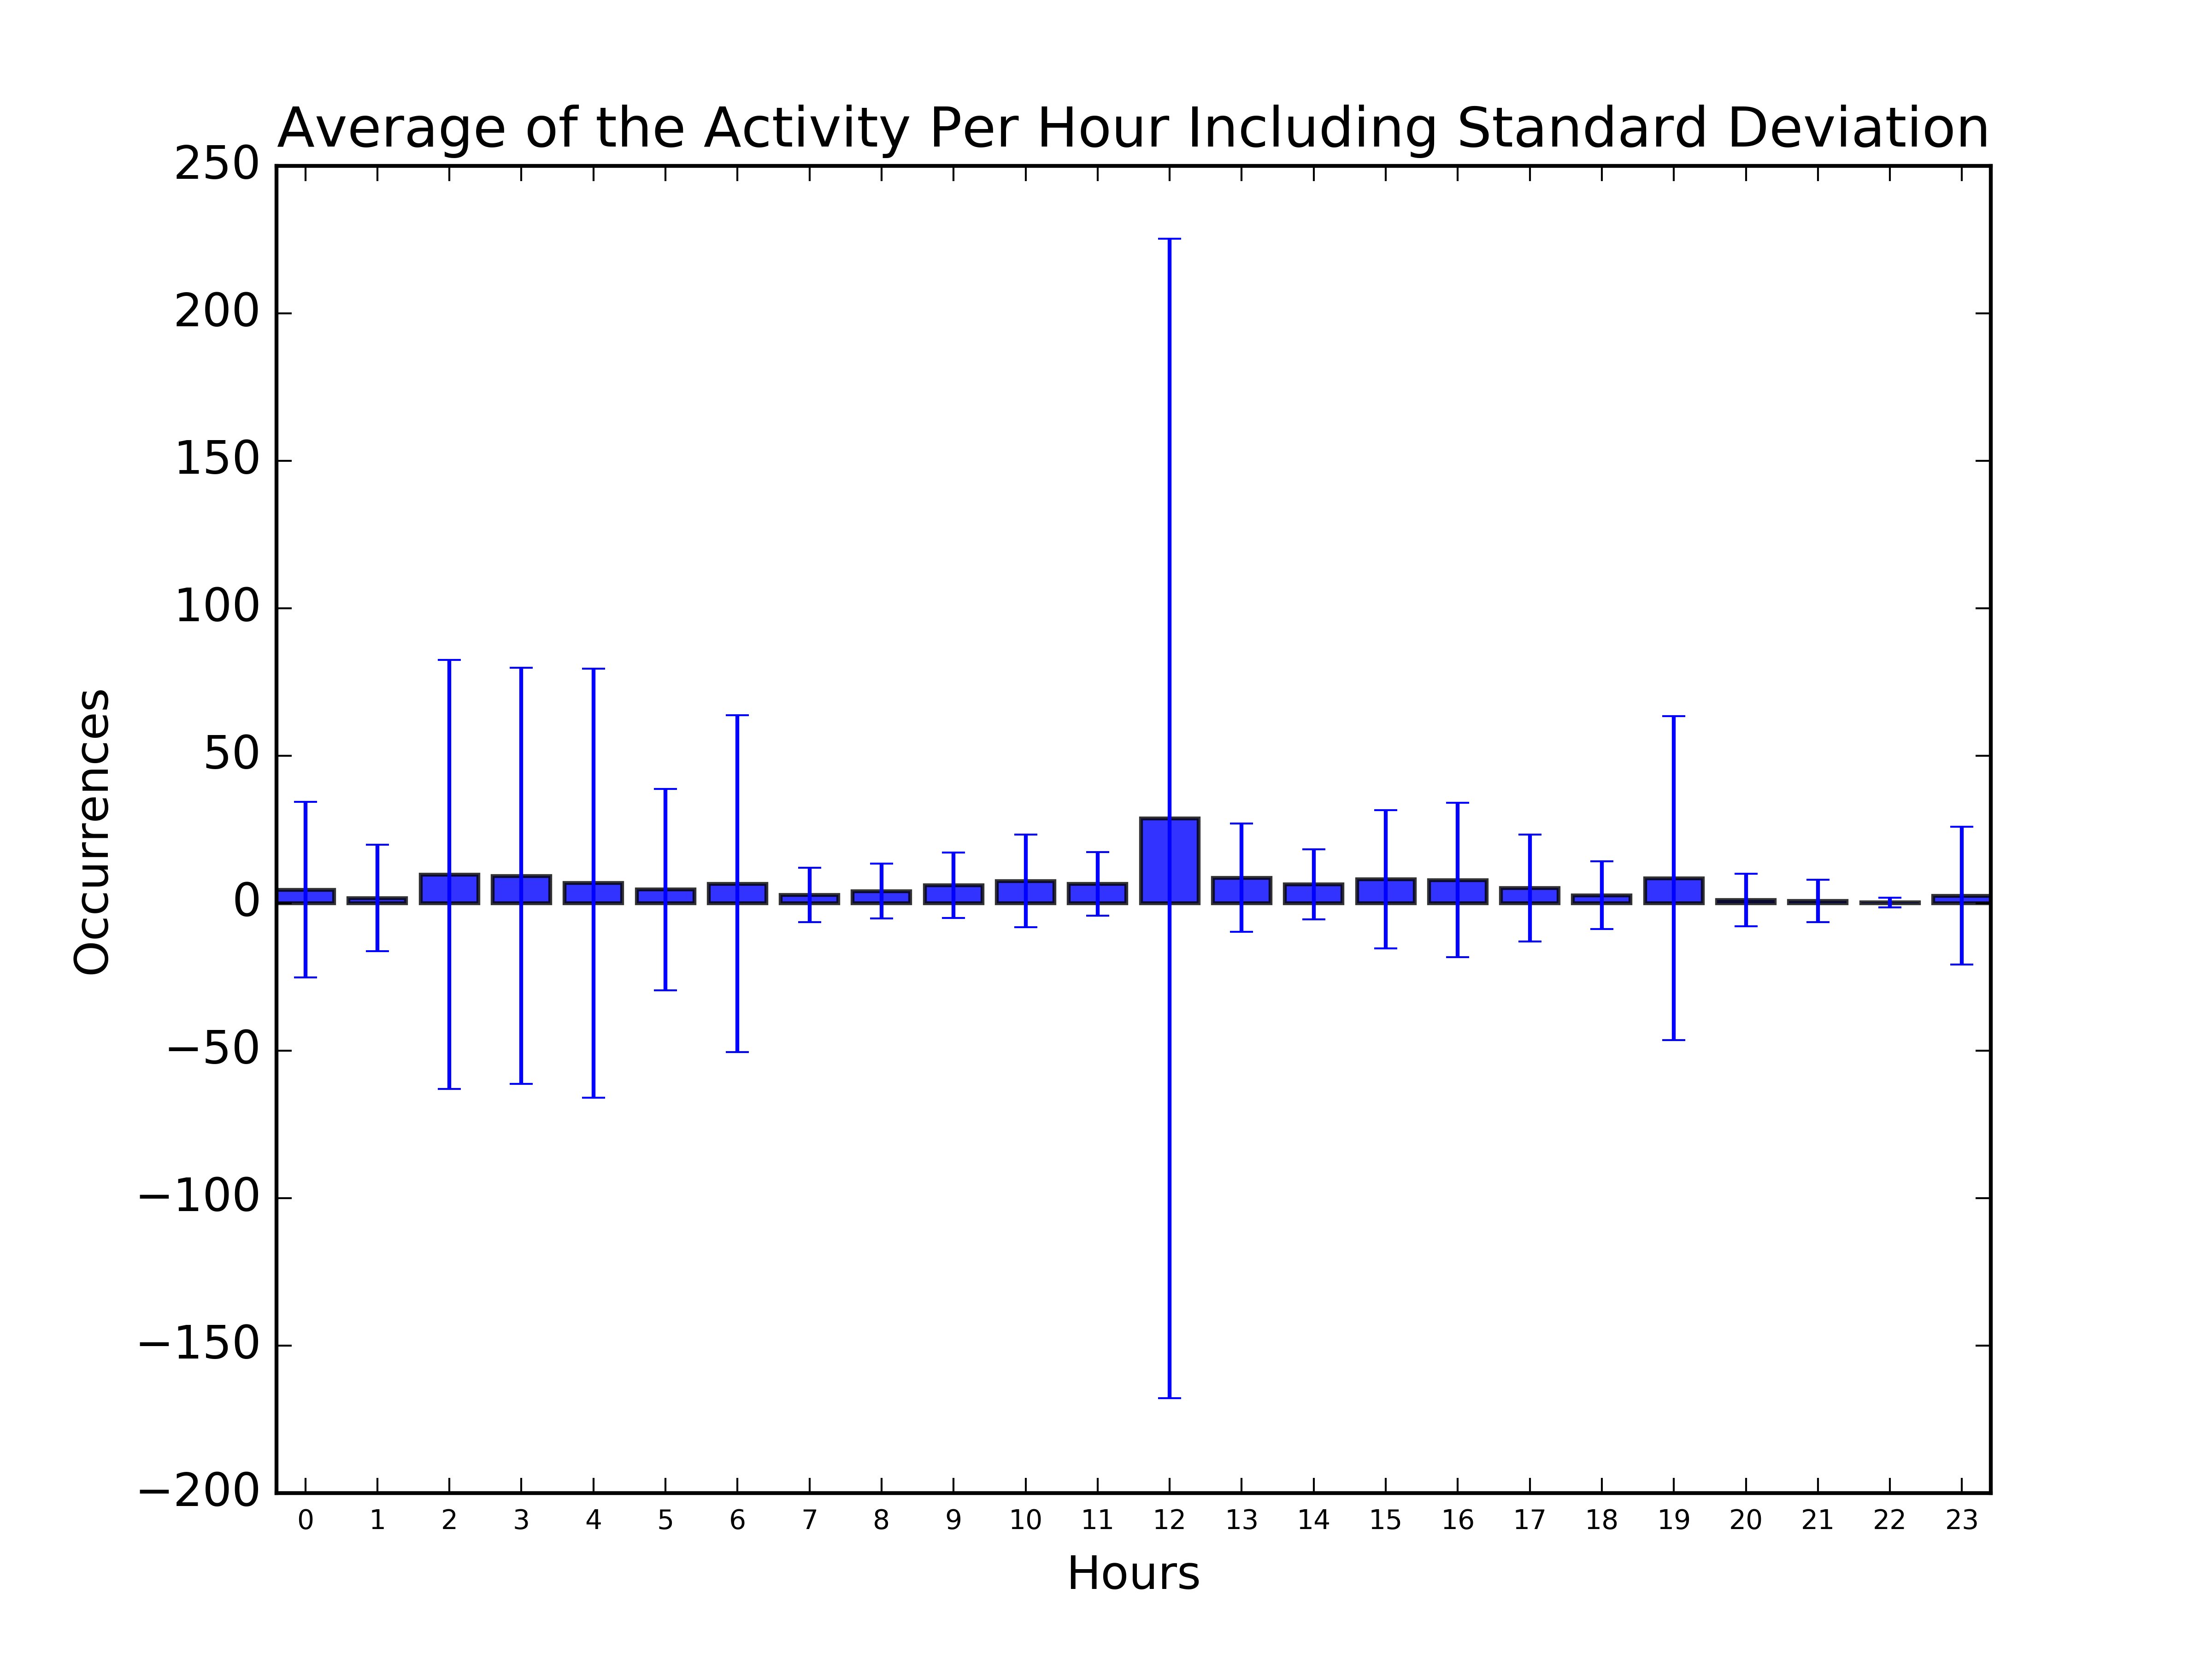 Average of the Activity Per Hour Including Standard Deviation
250
200
150
100
50
0
−50
−100
−150
−200
Occurrences
0 1 2 3 4 5 6 7 8 9 10 11 12 13 14 15 16 17 18 19 20 21 22 23
Hours